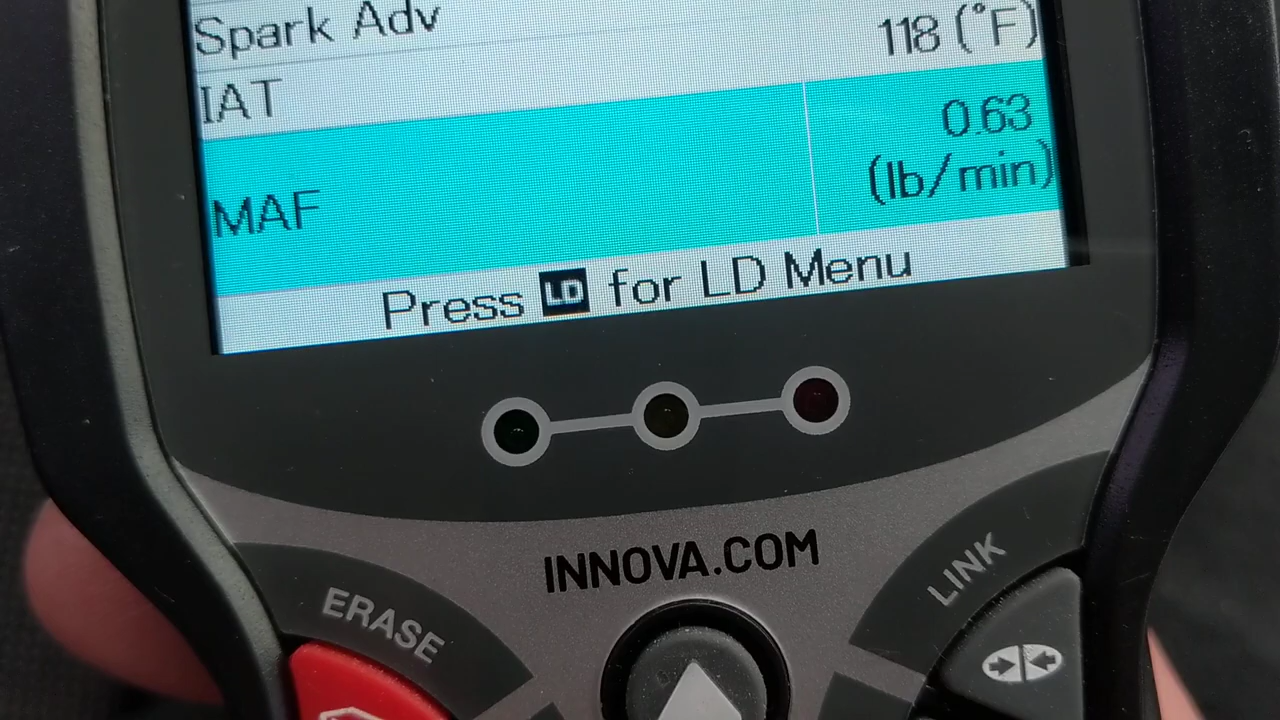 Spark Adv
IAT 118 (°F)
MAF 0.63
(lb/min)
Press LD for LD Menu
INNOVA.COM
ERASE
LINK